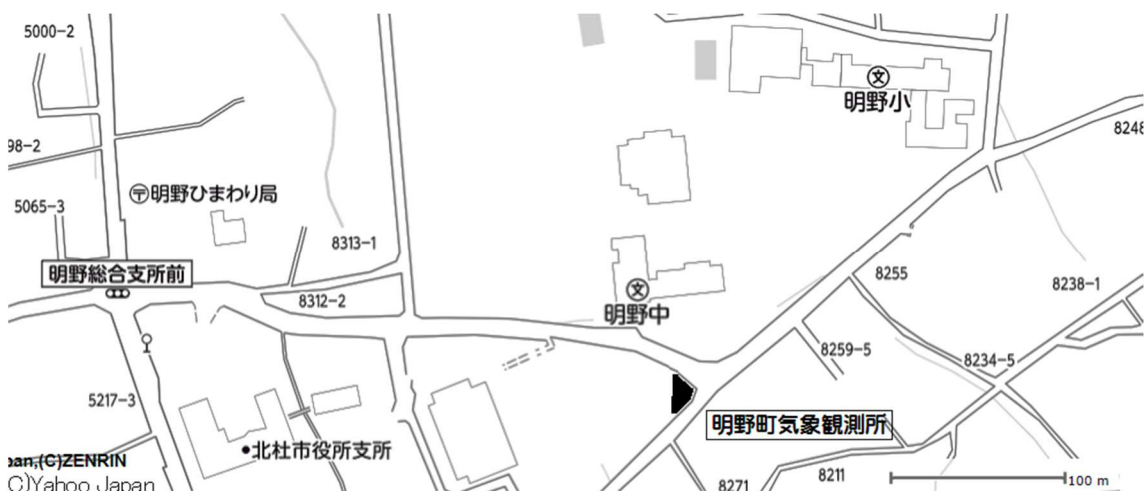 5000-2
明野小
98-2
8248
〒明野ひまわり局
5065-3
8313-1
明野総合支所前
8255
8238-1
8312-2
文
文
明野中
8259-5
8234-5
5217-3
明野町気象観測所
北杜市役所支所
pan,(C)ZENRIN
C)Yahoo Japan
8271
8211
100 m